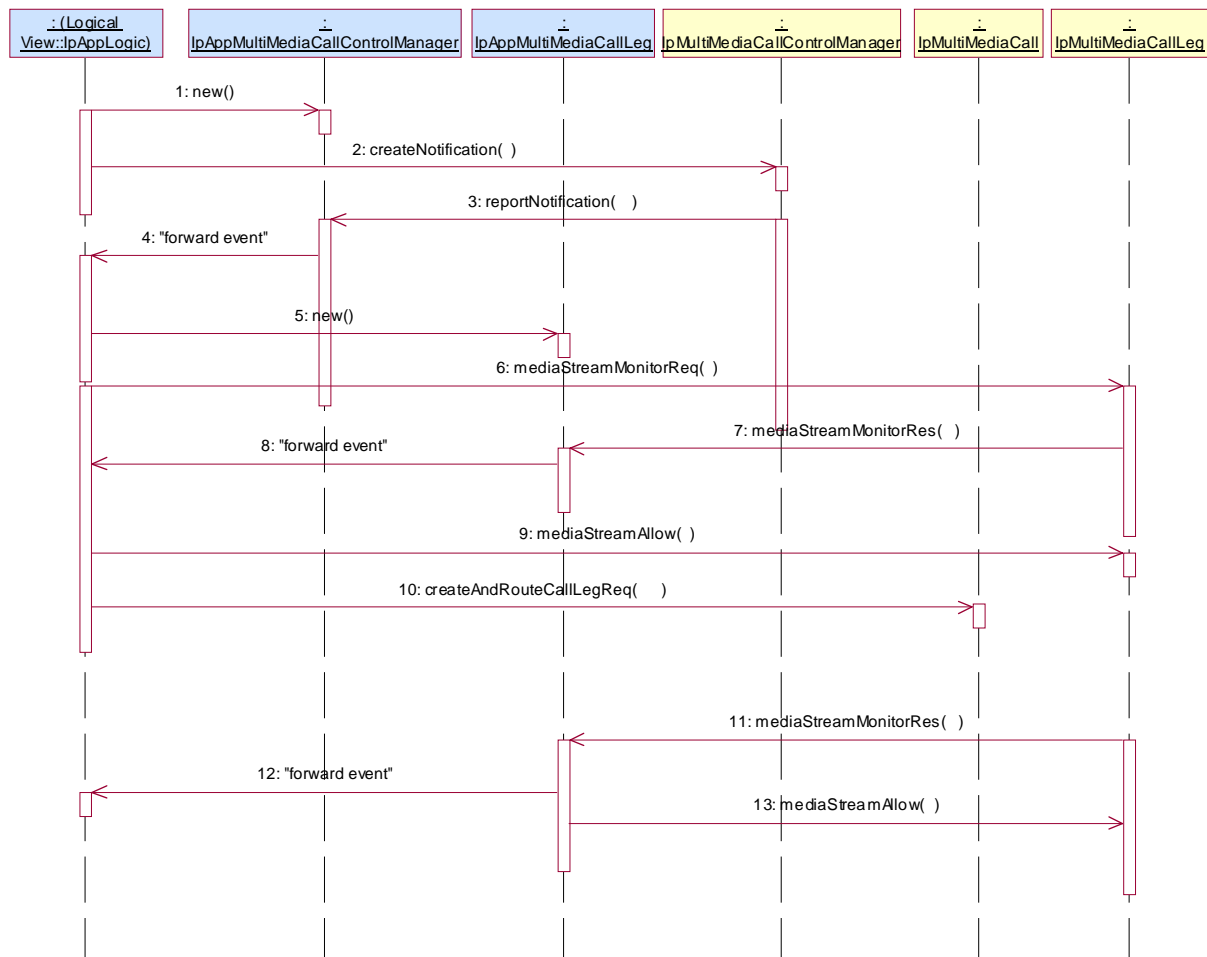 : (Logical
View::IpAppLogic)
:
IpAppMultiMediaCallControlManager
:
IpAppMultiMediaCallLeg
:
IpMultiMediaCallControlManager
:
IpMultiMediaCall
:
IpMultiMediaCallLeg
1: new()
2: createNotification( )
3: reportNotification( )
4: "forward event"
5: new()
6: mediaStreamMonitorReq( )
7: mediaStreamMonitorRes( )
8: "forward event"
9: mediaStreamAllow( )
10: createAndRouteCallLegReq( )
11: mediaStreamMonitorRes( )
12: "forward event"
13: mediaStreamAllow( )